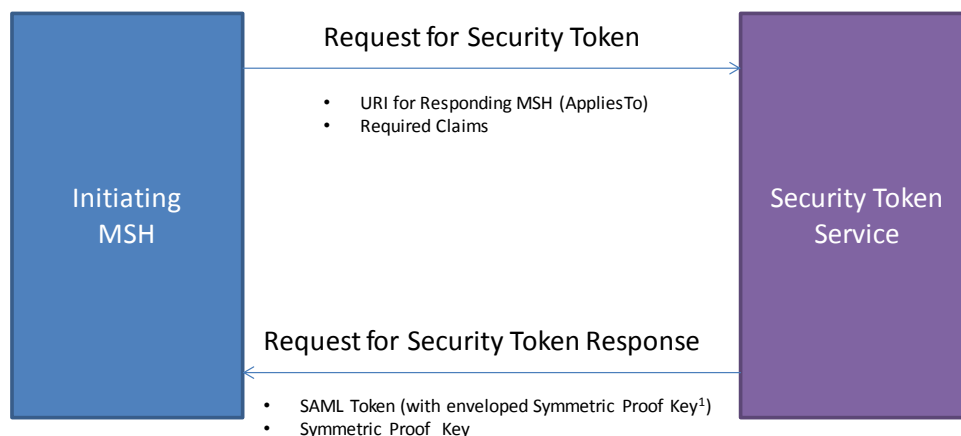 Request for Security Token
• URI for Responding MSH (AppliesTo)
• Required Claims
Initiating
MSH
Security Token
Service
Request for Security Token Response
• SAML Token (with enveloped Symmetric Proof Key¹)
• Symmetric Proof Key